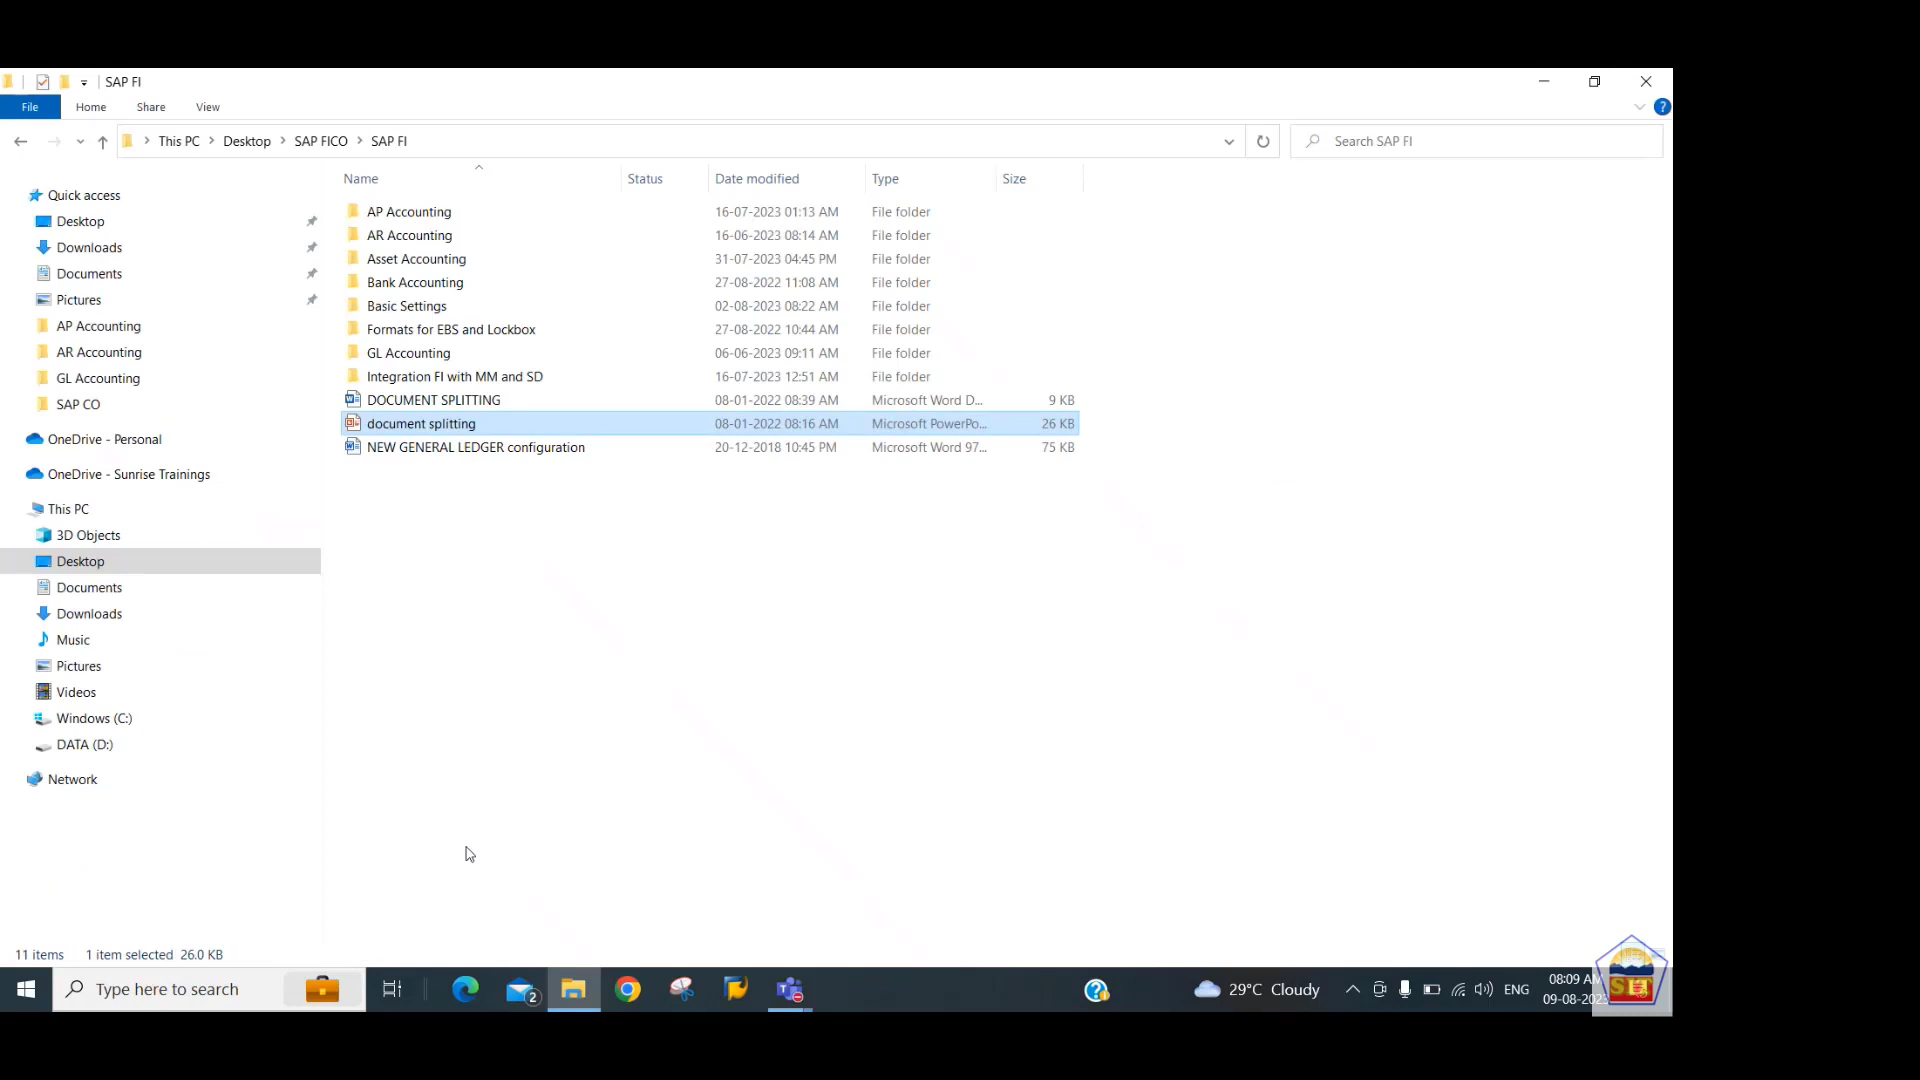 SAP FI
File Home Share View
This PC Desktop SAP FICO SAP FI
Search SAP FI
Name Status Date modified Type Size
AP Accounting 16-07-2023 01:13 AM File folder
AR Accounting 16-06-2023 08:14 AM File folder
Asset Accounting 31-07-2023 04:45 PM File folder
Bank Accounting 27-08-2022 11:08 AM File folder
Basic Settings 02-08-2023 08:22 AM File folder
Formats for EBS and Lockbox 27-08-2022 10:44 AM File folder
GL Accounting 06-06-2023 09:11 AM File folder
Integration FI with MM and SD 16-07-2023 12:51 AM File folder
DOCUMENT SPLITTING 08-01-2022 08:39 AM Microsoft Word D... 9 KB
document splitting 08-01-2022 08:16 AM Microsoft PowerPo... 26 KB
NEW GENERAL LEDGER configuration 20-12-2018 10:45 PM Microsoft Word 97... 75 KB
Quick access
Desktop
Downloads
Documents
Pictures
AP Accounting
AR Accounting
GL Accounting
SAP CO
OneDrive - Personal
OneDrive - Sunrise Trainings
This PC
3D Objects
Desktop
Documents
Downloads
Music
Pictures
Videos
Windows (C:)
DATA (D:)
Network
11 items 1 item selected 26.0 KB
Type here to search
2
29°C Cloudy
ENG
08:09 AM
09-08-2023
SIT